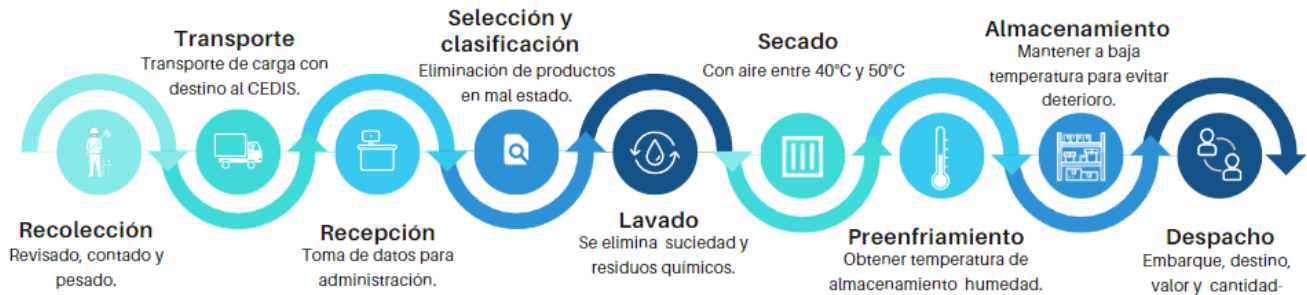 Recolección
Revisado, contado y
pesado.
Transporte
Transporte de carga con
destino al CEDIS.
Recepción
Toma de datos para
administración.
Selección y
clasificación
Eliminación de productos
en mal estado.
Lavado
Se elimina suciedad y
residuos químicos.
Secado
Con aire entre 40°C y 50°C
Preenfriamiento
Obtener temperatura de
almacenamiento humedad.
Almacenamiento
Mantener a baja
temperatura para evitar
deterioro.
Despacho
Embarque, destino,
valor y cantidad-